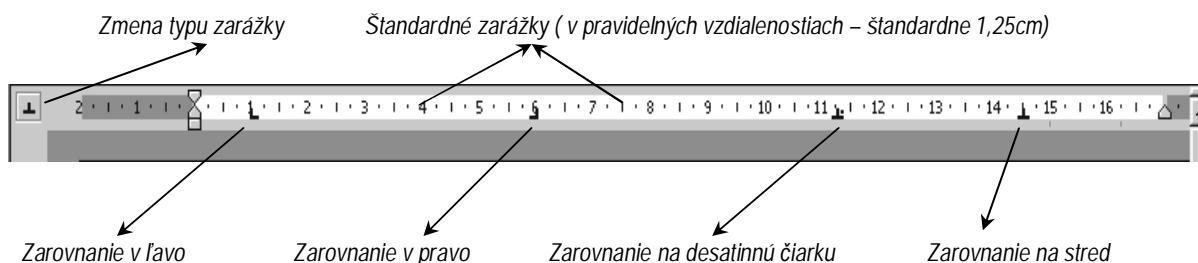 Zmena typu zarážky Štandardné zarážky ( v pravidelných vzdialenostiach – štandardne 1,25cm)
2 1 1 2 3 4 5 6 7 8 9 10 11 12 13 14 15 16
Zarovnanie v ľavo Zarovnanie v pravo Zarovnanie na desatinnú čiarku Zarovnanie na stred